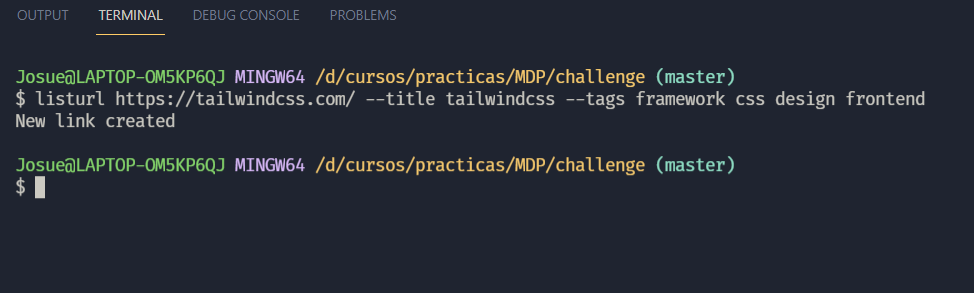 OUTPUT TERMINAL DEBUG CONSOLE PROBLEMS
Josue@LAPTOP-OM5KP6QJ MINGW64 /d/cursos/practicas/MDP/challenge (master)
$ listurl https://tailwindcss.com/ --title tailwindcss --tags framework css design frontend
New link created
Josue@LAPTOP-OM5KP6QJ MINGW64 /d/cursos/practicas/MDP/challenge (master)
$